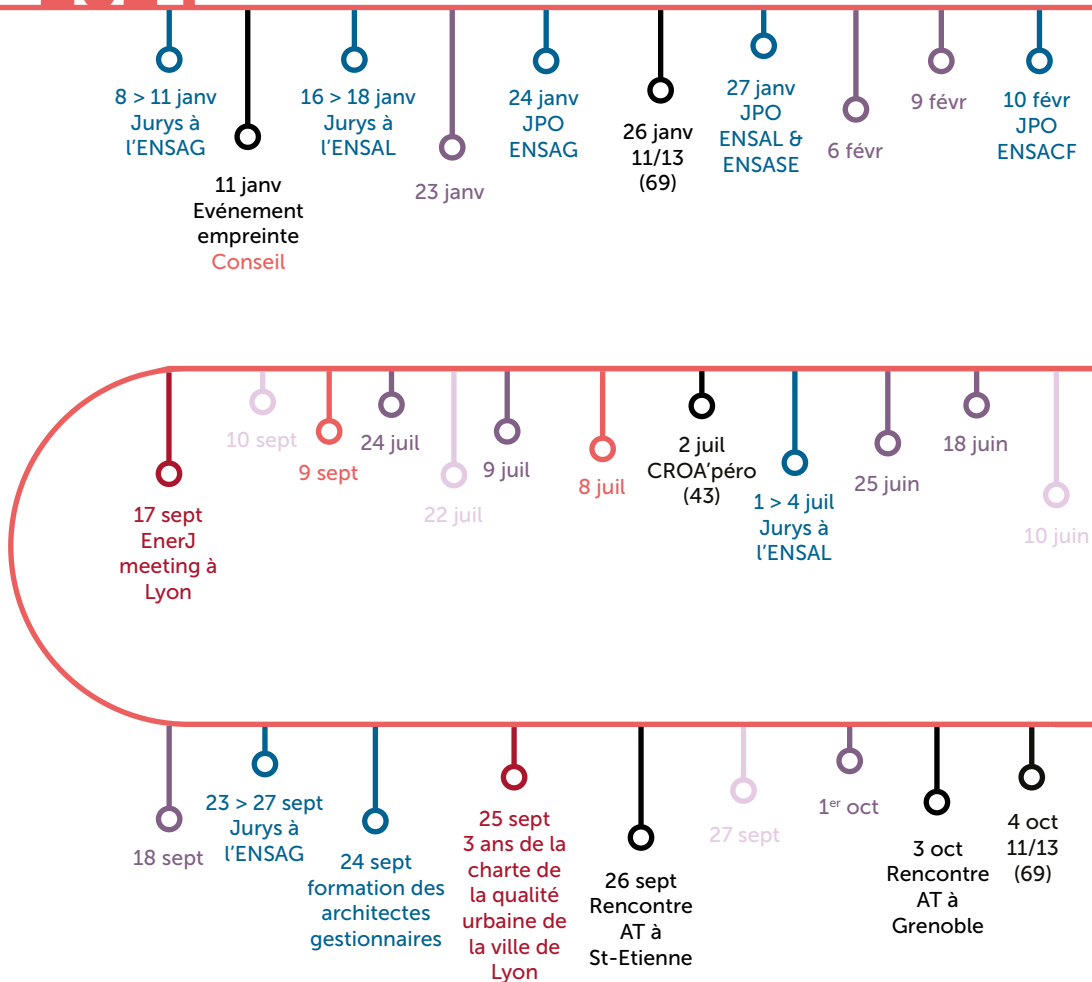 8 > 11 janv
Jurys à
l'ENSAG
11 janv
Evénement
empreinte
Conseil
16 > 18 janv
Jurys à
l'ENSAL
23 janv
24 janv
JPO
ENSAG
26 janv
11/13
(69)
27 janv
JPO
ENSAL &
ENSASE
6 févr
9 févr
10 févr
JPO
ENSACF
17 sept
EnerJ
meeting à
Lyon
10 sept
9 sept
24 juil
22 juil
9 juil
8 juil
2 juil
CROA'péro
(43)
1 > 4 juil
Jurys à
l'ENSAL
25 juin
18 juin
10 juin
18 sept
23 > 27 sept
Jurys à
l'ENSAG
24 sept
formation des
architectes
gestionnaires
25 sept
3 ans de la
charte de
la qualité
urbaine de
la ville de
Lyon
26 sept
Rencontre
AT à
St-Etienne
27 sept
1er oct
3 oct
Rencontre
AT à
Grenoble
4 oct
11/13
(69)